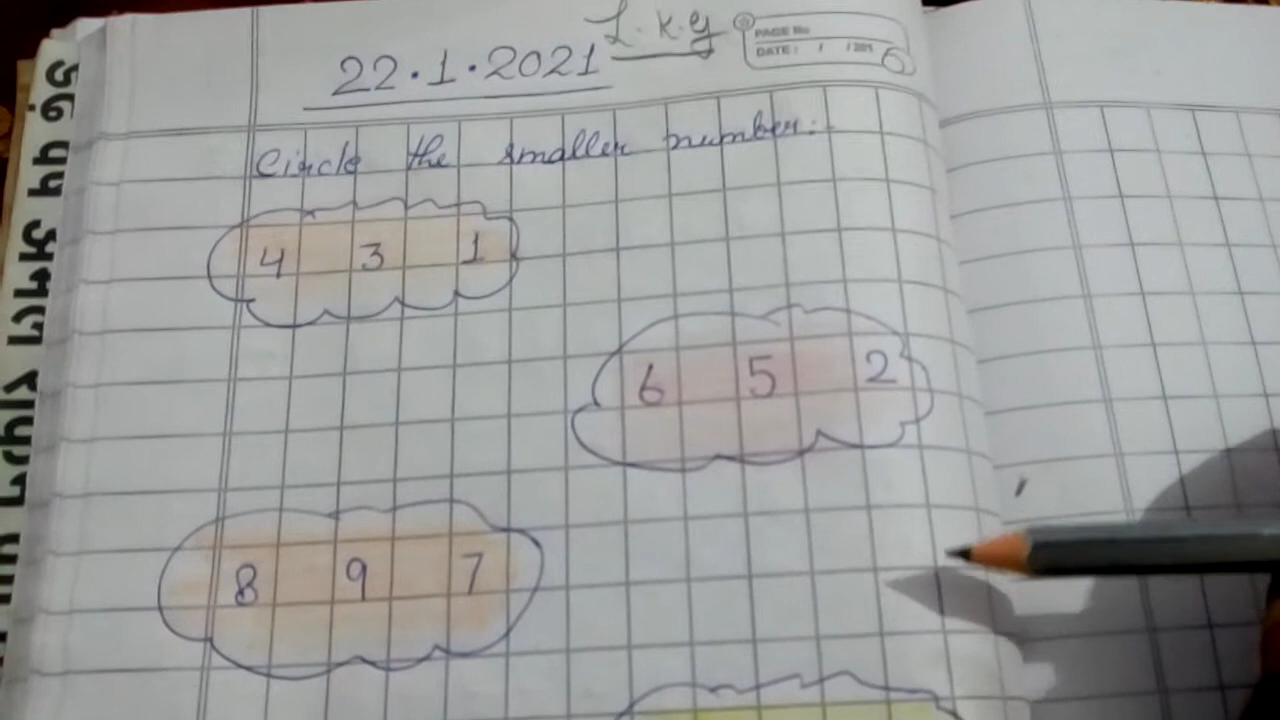 L.K.G
PAGE No
DATE: / / 201
22.1.2021
Circle the smaller number:-
4 3 1
6 5 2
8 9 7